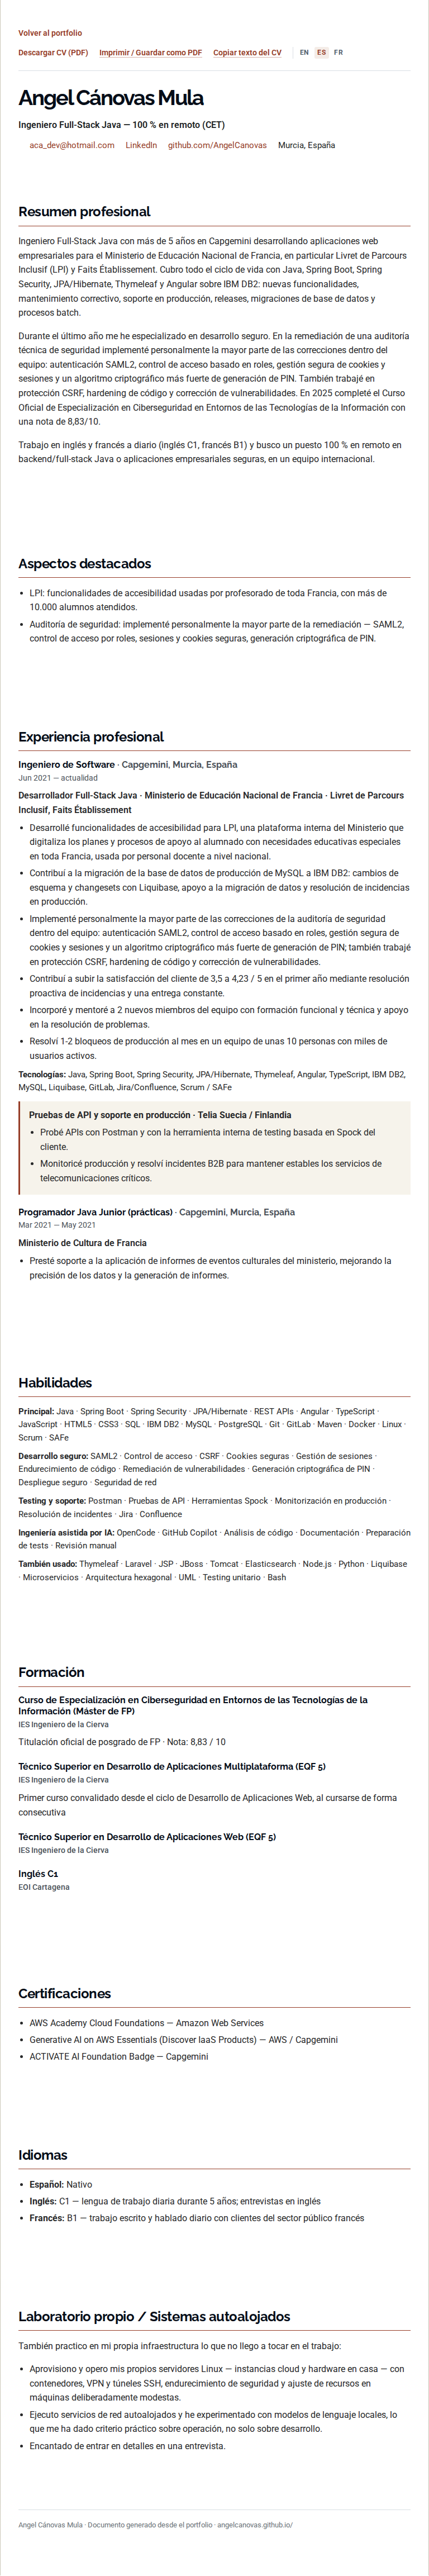 Volver al portfolio
Descargar CV (PDF) Imprimir / Guardar como PDF Copiar texto del CV EN ES FR
Angel Cánovas Mula
Ingeniero Full-Stack Java — 100 % en remoto (CET)
aca_dev@hotmail.com LinkedIn github.com/AngelCanovas Murcia, España
Resumen profesional
Ingeniero Full-Stack Java con más de 5 años en Capgemini desarrollando aplicaciones web
empresariales para el Ministerio de Educación Nacional de Francia, en particular Livret de Parcours
Inclusif (LPI) y Faits Établissement. Cubro todo el ciclo de vida con Java, Spring Boot, Spring
Security, JPA/Hibernate, Thymeleaf y Angular sobre IBM DB2: nuevas funcionalidades,
mantenimiento correctivo, soporte en producción, releases, migraciones de base de datos y
procesos batch.
Durante el último año me he especializado en desarrollo seguro. En la remediación de una auditoría
técnica de seguridad implementé personalmente la mayor parte de las correcciones dentro del
equipo: autenticación SAML2, control de acceso basado en roles, gestión segura de cookies y
sesiones y un algoritmo criptográfico más fuerte de generación de PIN. También trabajé en
protección CSRF, hardening de código y corrección de vulnerabilidades. En 2025 completé el Curso
Oficial de Especialización en Ciberseguridad en Entornos de las Tecnologías de la Información con
una nota de 8,83/10.
Trabajo en inglés y francés a diario (inglés C1, francés B1) y busco un puesto 100 % en remoto en
backend/full-stack Java o aplicaciones empresariales seguras, en un equipo internacional.
Aspectos destacados
• LPI: funcionalidades de accesibilidad usadas por profesorado de toda Francia, con más de
10.000 alumnos atendidos.
• Auditoría de seguridad: implementé personalmente la mayor parte de la remediación — SAML2,
control de acceso por roles, sesiones y cookies seguras, generación criptográfica de PIN.
Experiencia profesional
Ingeniero de Software · Capgemini, Murcia, España
Jun 2021 — actualidad
Desarrollador Full-Stack Java · Ministerio de Educación Nacional de Francia · Livret de Parcours
Inclusif, Faits Établissement
• Desarrollé funcionalidades de accesibilidad para LPI, una plataforma interna del Ministerio que
digitaliza los planes y procesos de apoyo al alumnado con necesidades educativas especiales
en toda Francia, usada por personal docente a nivel nacional.
• Contribuí a la migración de la base de datos de producción de MySQL a IBM DB2: cambios de
esquema y changesets con Liquibase, apoyo a la migración de datos y resolución de incidencias
en producción.
• Implementé personalmente la mayor parte de las correcciones de la auditoría de seguridad
dentro del equipo: autenticación SAML2, control de acceso basado en roles, gestión segura de
cookies y sesiones y un algoritmo criptográfico más fuerte de generación de PIN; también trabajé
en protección CSRF, hardening de código y corrección de vulnerabilidades.
• Contribuí a subir la satisfacción del cliente de 3,5 a 4,23 / 5 en el primer año mediante resolución
proactiva de incidencias y una entrega constante.
• Incorporé y mentoré a 2 nuevos miembros del equipo con formación funcional y técnica y apoyo
en la resolución de problemas.
• Resolví 1-2 bloqueos de producción al mes en un equipo de unas 10 personas con miles de
usuarios activos.
Tecnologías: Java, Spring Boot, Spring Security, JPA/Hibernate, Thymeleaf, Angular, TypeScript, IBM DB2,
MySQL, Liquibase, GitLab, Jira/Confluence, Scrum / SAFe
Pruebas de API y soporte en producción · Telia Suecia / Finlandia
• Probé APIs con Postman y con la herramienta interna de testing basada en Spock del
cliente.
• Monitoricé producción y resolví incidentes B2B para mantener estables los servicios de
telecomunicaciones críticos.
Programador Java Junior (prácticas) · Capgemini, Murcia, España
Mar 2021 — May 2021
Ministerio de Cultura de Francia
• Presté soporte a la aplicación de informes de eventos culturales del ministerio, mejorando la
precisión de los datos y la generación de informes.
Habilidades
Principal: Java · Spring Boot · Spring Security · JPA/Hibernate · REST APIs · Angular · TypeScript ·
JavaScript · HTML5 · CSS3 · SQL · IBM DB2 · MySQL · PostgreSQL · Git · GitLab · Maven · Docker · Linux ·
Scrum · SAFe
Desarrollo seguro: SAML2 · Control de acceso · CSRF · Cookies seguras · Gestión de sesiones ·
Endurecimiento de código · Remediación de vulnerabilidades · Generación criptográfica de PIN ·
Despliegue seguro · Seguridad de red
Testing y soporte: Postman · Pruebas de API · Herramientas Spock · Monitorización en producción ·
Resolución de incidentes · Jira · Confluence
Ingeniería asistida por IA: OpenCode · GitHub Copilot · Análisis de código · Documentación · Preparación
de tests · Revisión manual
También usado: Thymeleaf · Laravel · JSP · JBoss · Tomcat · Elasticsearch · Node.js · Python · Liquibase
· Microservicios · Arquitectura hexagonal · UML · Testing unitario · Bash
Formación
Curso de Especialización en Ciberseguridad en Entornos de las Tecnologías de la
Información (Máster de FP)
IES Ingeniero de la Cierva
Titulación oficial de posgrado de FP · Nota: 8,83 / 10
Técnico Superior en Desarrollo de Aplicaciones Multiplataforma (EQF 5)
IES Ingeniero de la Cierva
Primer curso convalidado desde el ciclo de Desarrollo de Aplicaciones Web, al cursarse de forma
consecutiva
Técnico Superior en Desarrollo de Aplicaciones Web (EQF 5)
IES Ingeniero de la Cierva
Inglés C1
EOI Cartagena
Certificaciones
• AWS Academy Cloud Foundations — Amazon Web Services
• Generative AI on AWS Essentials (Discover IaaS Products) — AWS / Capgemini
• ACTIVATE AI Foundation Badge — Capgemini
Idiomas
• Español: Nativo
• Inglés: C1 — lengua de trabajo diaria durante 5 años; entrevistas en inglés
• Francés: B1 — trabajo escrito y hablado diario con clientes del sector público francés
Laboratorio propio / Sistemas autoalojados
También practico en mi propia infraestructura lo que no llego a tocar en el trabajo:
• Aprovisiono y opero mis propios servidores Linux — instancias cloud y hardware en casa — con
contenedores, VPN y túneles SSH, endurecimiento de seguridad y ajuste de recursos en
máquinas deliberadamente modestas.
• Ejecuto servicios de red autoalojados y he experimentado con modelos de lenguaje locales, lo
que me ha dado criterio práctico sobre operación, no solo sobre desarrollo.
• Encantado de entrar en detalles en una entrevista.
Angel Cánovas Mula · Documento generado desde el portfolio · angelcanovas.github.io/